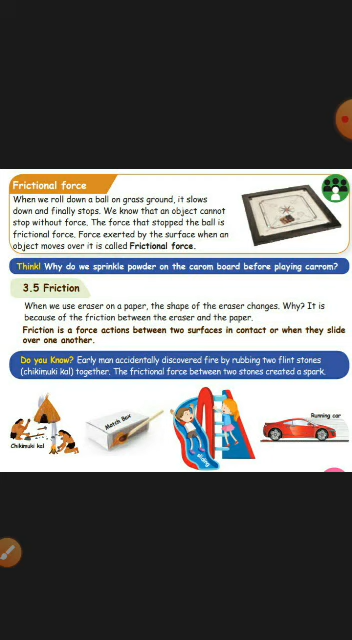 Frictional force
When we roll down a ball on grass ground, it slows
down and finally stops. We know that an object cannot
stop without force. The force that stopped the ball is
frictional force. Force exerted by the surface when an
object moves over it is called Frictional force.
Think! Why do we sprinkle powder on the carom board before playing carrom?
3.5 Friction
When we use eraser on a paper, the shape of the eraser changes. Why? It is
because of the friction between the eraser and the paper.
Friction is a force actions between two surfaces in contact or when they slide
over one another.
Do you Know? Early man accidentally discovered fire by rubbing two flint stones
(chikimuki kal) together. The frictional force between two stones created a spark.
Chikimuki kal
Match Box
sliding
Running car